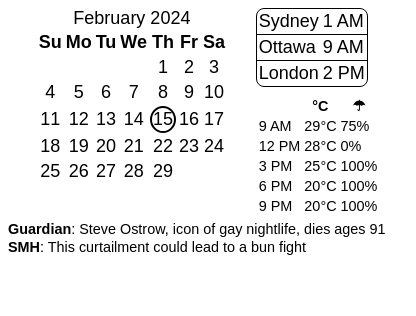 February 2024
Su Mo Tu We Th Fr Sa
1 2 3
4 5 6 7 8 9 10
11 12 13 14 15 16 17
18 19 20 21 22 23 24
25 26 27 28 29
Sydney 1 AM
Ottawa 9 AM
London 2 PM
°C ☂
9 AM 29°C 75%
12 PM 28°C 0%
3 PM 25°C 100%
6 PM 20°C 100%
9 PM 20°C 100%
Guardian: Steve Ostrow, icon of gay nightlife, dies ages 91
SMH: This curtailment could lead to a bun fight